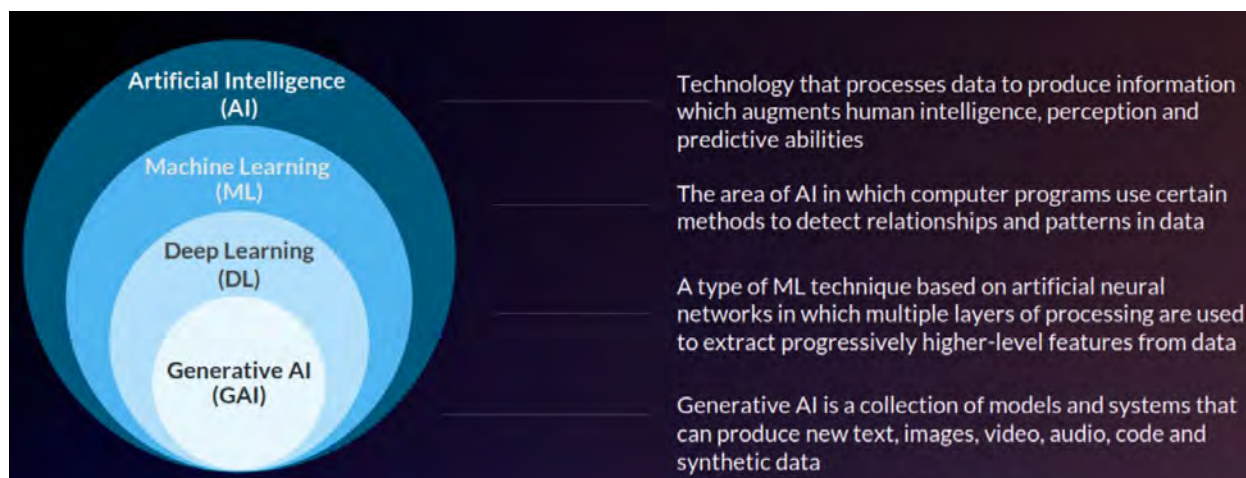 Artificial Intelligence
(AI)
Technology that processes data to produce information
which augments human intelligence, perception and
predictive abilities
Machine Learning
(ML)
The area of AI in which computer programs use certain
methods to detect relationships and patterns in data
Deep Learning
(DL)
A type of ML technique based on artificial neural
networks in which multiple layers of processing are used
to extract progressively higher-level features from data
Generative AI
(GAI)
Generative AI is a collection of models and systems that
can produce new text, images, video, audio, code and
synthetic data